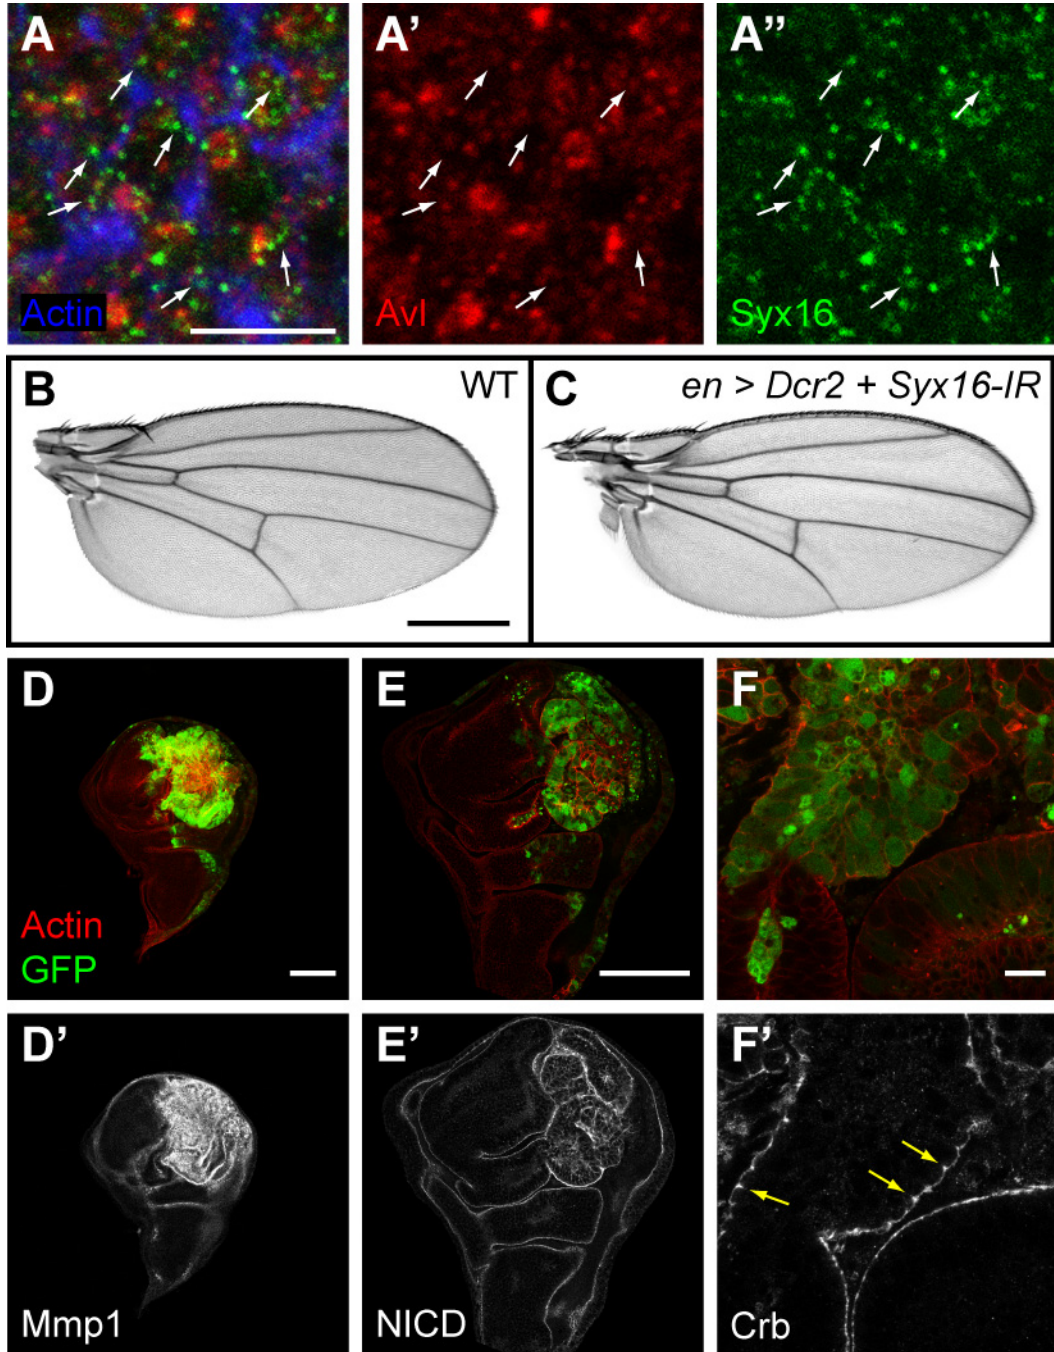 A
Actin
A'
Avl
A"
Syx16
B
WT
C
en > Dcr2 + Syx16-IR
D
Actin
GFP
E
F
D'
Mmp1
E'
NICD
F'
Crb